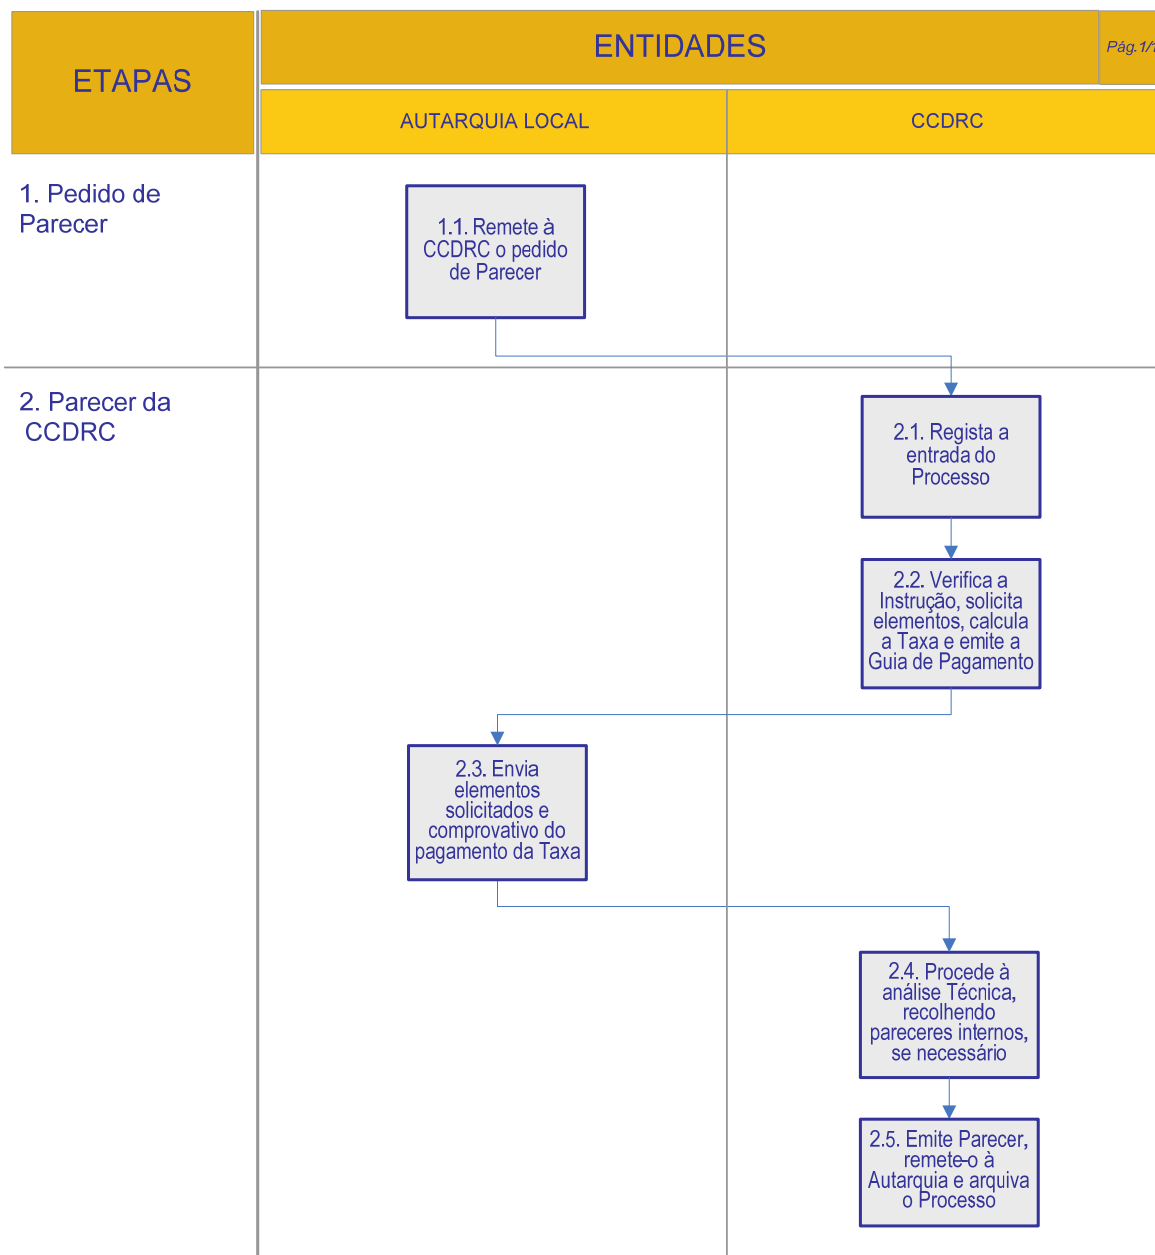 ETAPAS
ENTIDADES
Pág.1/1
AUTARQUIA LOCAL
CCDRC
1. Pedido de
Parecer
1.1. Remete à
CCDRC o pedido
de Parecer
2. Parecer da
CCDRC
2.1. Regista a
entrada do
Processo
2.2. Verifica a
Instrução, solicita
elementos, calcula
a Taxa e emite a
Guia de Pagamento
2.3. Envia
elementos
solicitados e
comprovativo do
pagamento da Taxa
2.4. Procede à
análise Técnica,
recolhendo
pareceres internos,
se necessário
2.5. Emite Parecer,
remete-o à
Autarquia e arquiva
o Processo